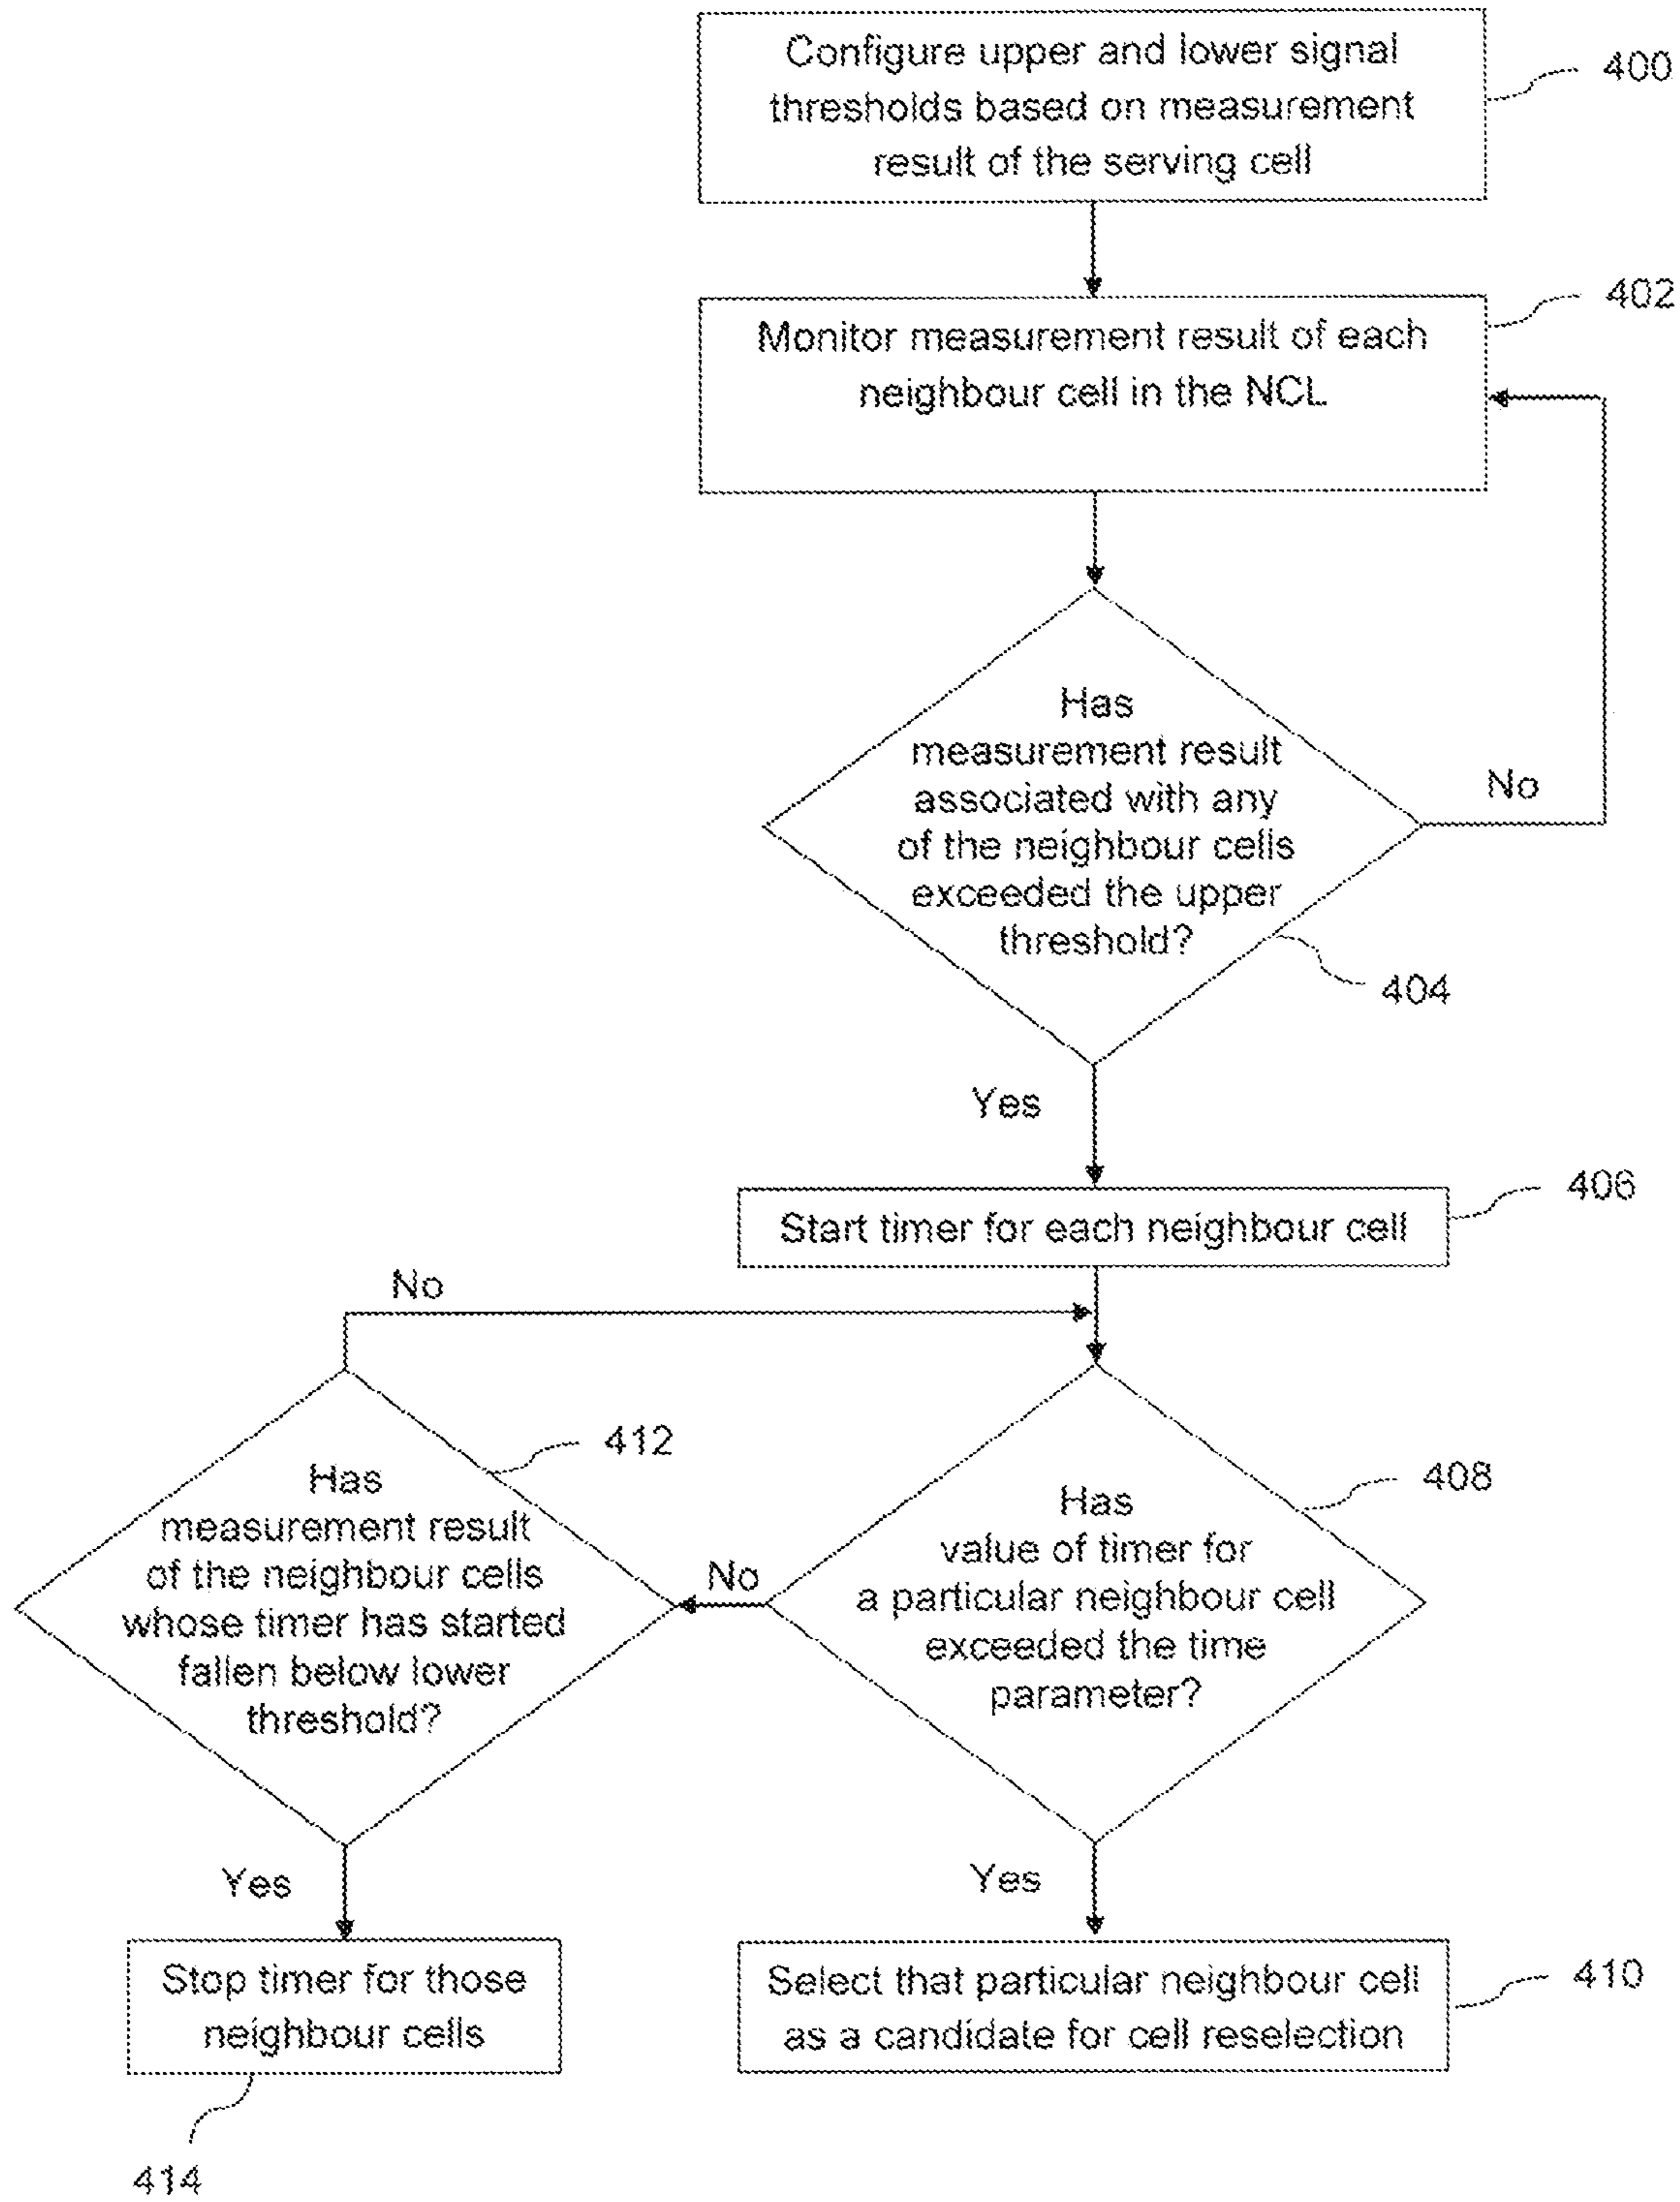 Configure upper and lower signal
thresholds based on measurement
result of the serving cell
400
Monitor measurement result of each
neighbour cell in the NCL
402
Has
measurement result
associated with any
of the neighbour cells
exceeded the upper
threshold?
No
404
Yes
Start timer for each neighbour cell
406
No
Has
measurement result
of the neighbour cells
whose timer has started
fallen below lower
threshold?
412
No
Has
value of timer for
a particular neighbour cell
exceeded the time
parameter?
408
Yes
Yes
Stop timer for those
neighbour cells
414
Select that particular neighbour cell
as a candidate for cell reselection
410